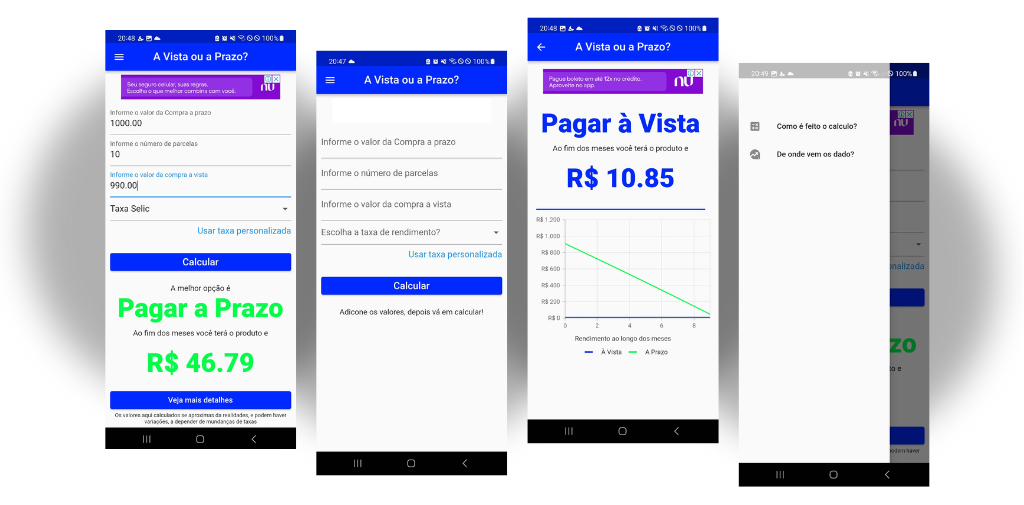 20:48
100%
A Vista ou a Prazo?
Seu seguro celular, suas regras.
Escolha o que melhor combina com você.
nu
Informe o valor da Compra a prazo
1000.00
Informe o número de parcelas
10
Informe o valor da compra a vista
990.00
Taxa Selic
Usar taxa personalizada
Calcular
A melhor opção é
Pagar a Prazo
Ao fim dos meses você terá o produto e
R$ 46.79
Veja mais detalhes
Os valores aqui calculados se aproximas da realidades, e podem haver
variações, a depender de mundanças de taxas
20:47
100%
A Vista ou a Prazo?
Informe o valor da Compra a prazo
Informe o número de parcelas
Informe o valor da compra a vista
Escolha a taxa de rendimento?
Usar taxa personalizada
Calcular
Adicione os valores, depois vá em calcular!
20:48
100%
A Vista ou a Prazo?
Pague boleto em até 12x no crédito.
Aproveite no app.
nu
Pagar à Vista
Ao fim dos meses você terá o produto e
R$ 10.85
R$ 1.200
R$ 1.000
R$ 800
R$ 600
R$ 400
R$ 200
R$ 0
0 2 4 6 8
Rendimento ao longo dos meses
À Vista A Prazo
20:49
100%
nu
Como é feito o calculo?
De onde vem os dado?
nalizada
zo
to e
podem haver